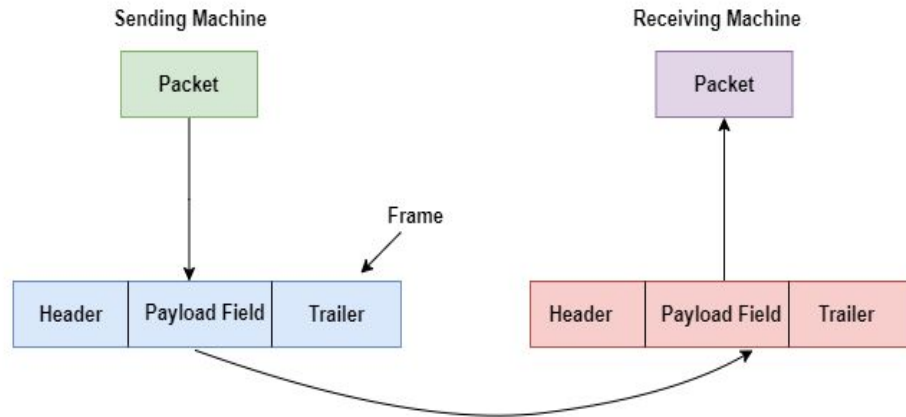 Sending Machine
Receiving Machine
Packet
Packet
Frame
Header
Payload Field
Trailer
Header
Payload Field
Trailer